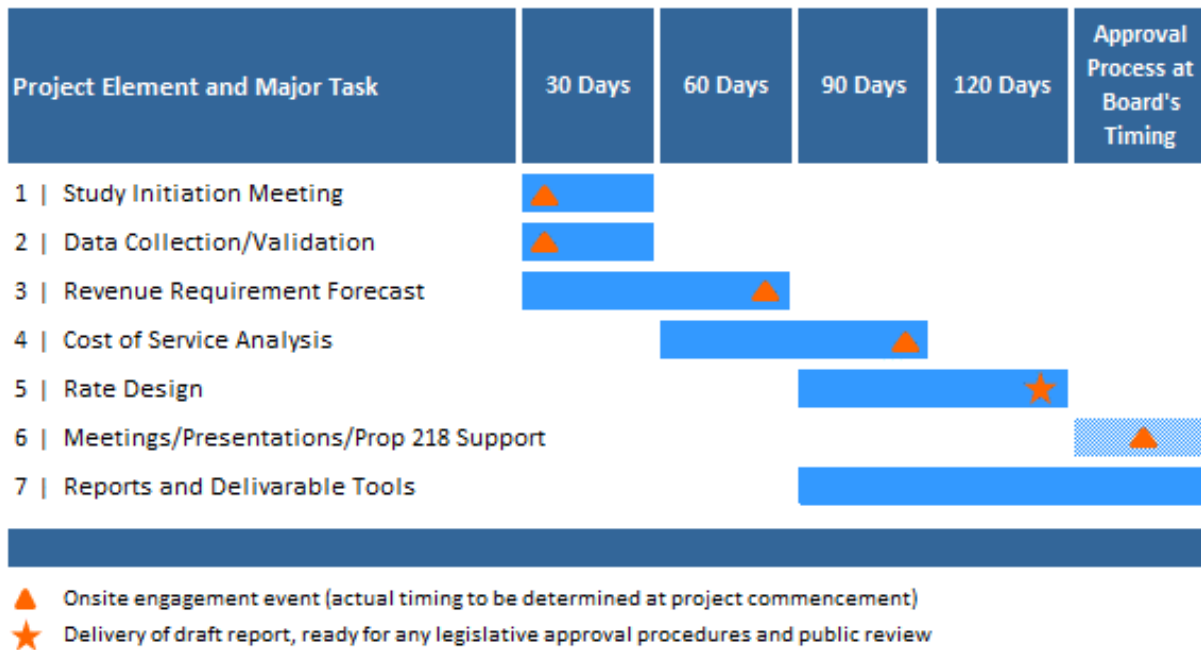 Project Element and Major Task
30 Days
60 Days
90 Days
120 Days
Approval
Process at
Board's
Timing
1 | Study Initiation Meeting
2 | Data Collection/Validation
3 | Revenue Requirement Forecast
4 | Cost of Service Analysis
5 | Rate Design
6 | Meetings/Presentations/Prop 218 Support
7 | Reports and Delivarable Tools
Onsite engagement event (actual timing to be determined at project commencement)
Delivery of draft report, ready for any legislative approval procedures and public review